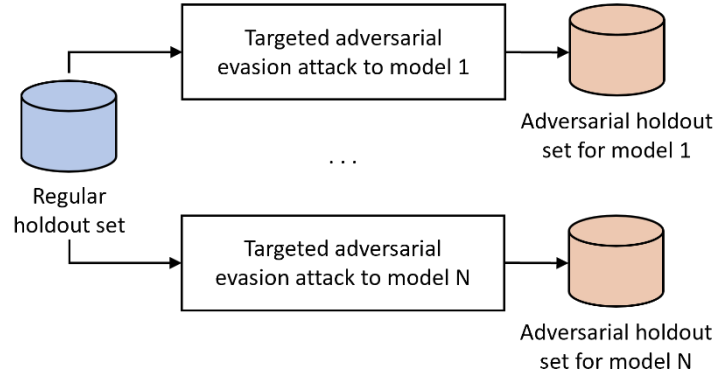 Targeted adversarial
evasion attack to model 1
Adversarial holdout
set for model 1
. . .
Regular
holdout set
Targeted adversarial
evasion attack to model N
Adversarial holdout
set for model N